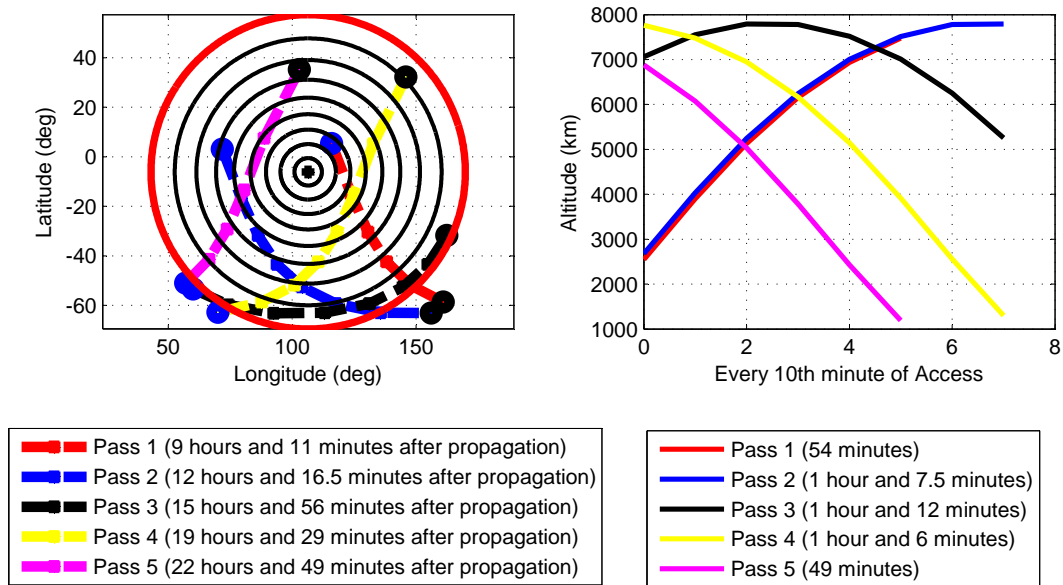 40
20
0
-20
-40
-60
Latitude (deg)
50
100
150
Longitude (deg)
8000
7000
6000
5000
4000
3000
2000
1000
Altitude (km)
0
2
4
6
8
Every 10th minute of Access
Pass 1 (9 hours and 11 minutes after propagation)
Pass 2 (12 hours and 16.5 minutes after propagation)
Pass 3 (15 hours and 56 minutes after propagation)
Pass 4 (19 hours and 29 minutes after propagation)
Pass 5 (22 hours and 49 minutes after propagation)
Pass 1 (54 minutes)
Pass 2 (1 hour and 7.5 minutes)
Pass 3 (1 hour and 12 minutes)
Pass 4 (1 hour and 6 minutes)
Pass 5 (49 minutes)